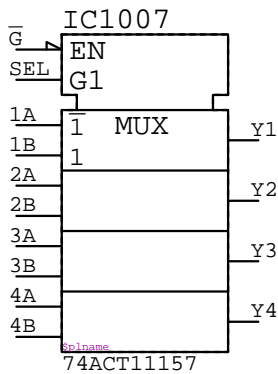 IC1007
G̅ EN
SEL G1
1A 1̅ MUX Y1
1B 1
2A Y2
2B
3A Y3
3B
4A Y4
4B
$plname
74ACT11157